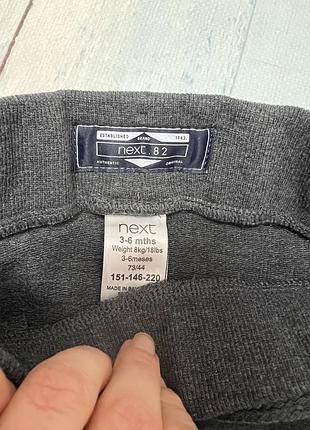 ESTABLISHED BRAND 1982.
next.82
AUTHENTIC ORIGINAL
next
3-6 mths
Weight 8kg/18lbs
3-6meses
73/44
151-146-220
MADE IN